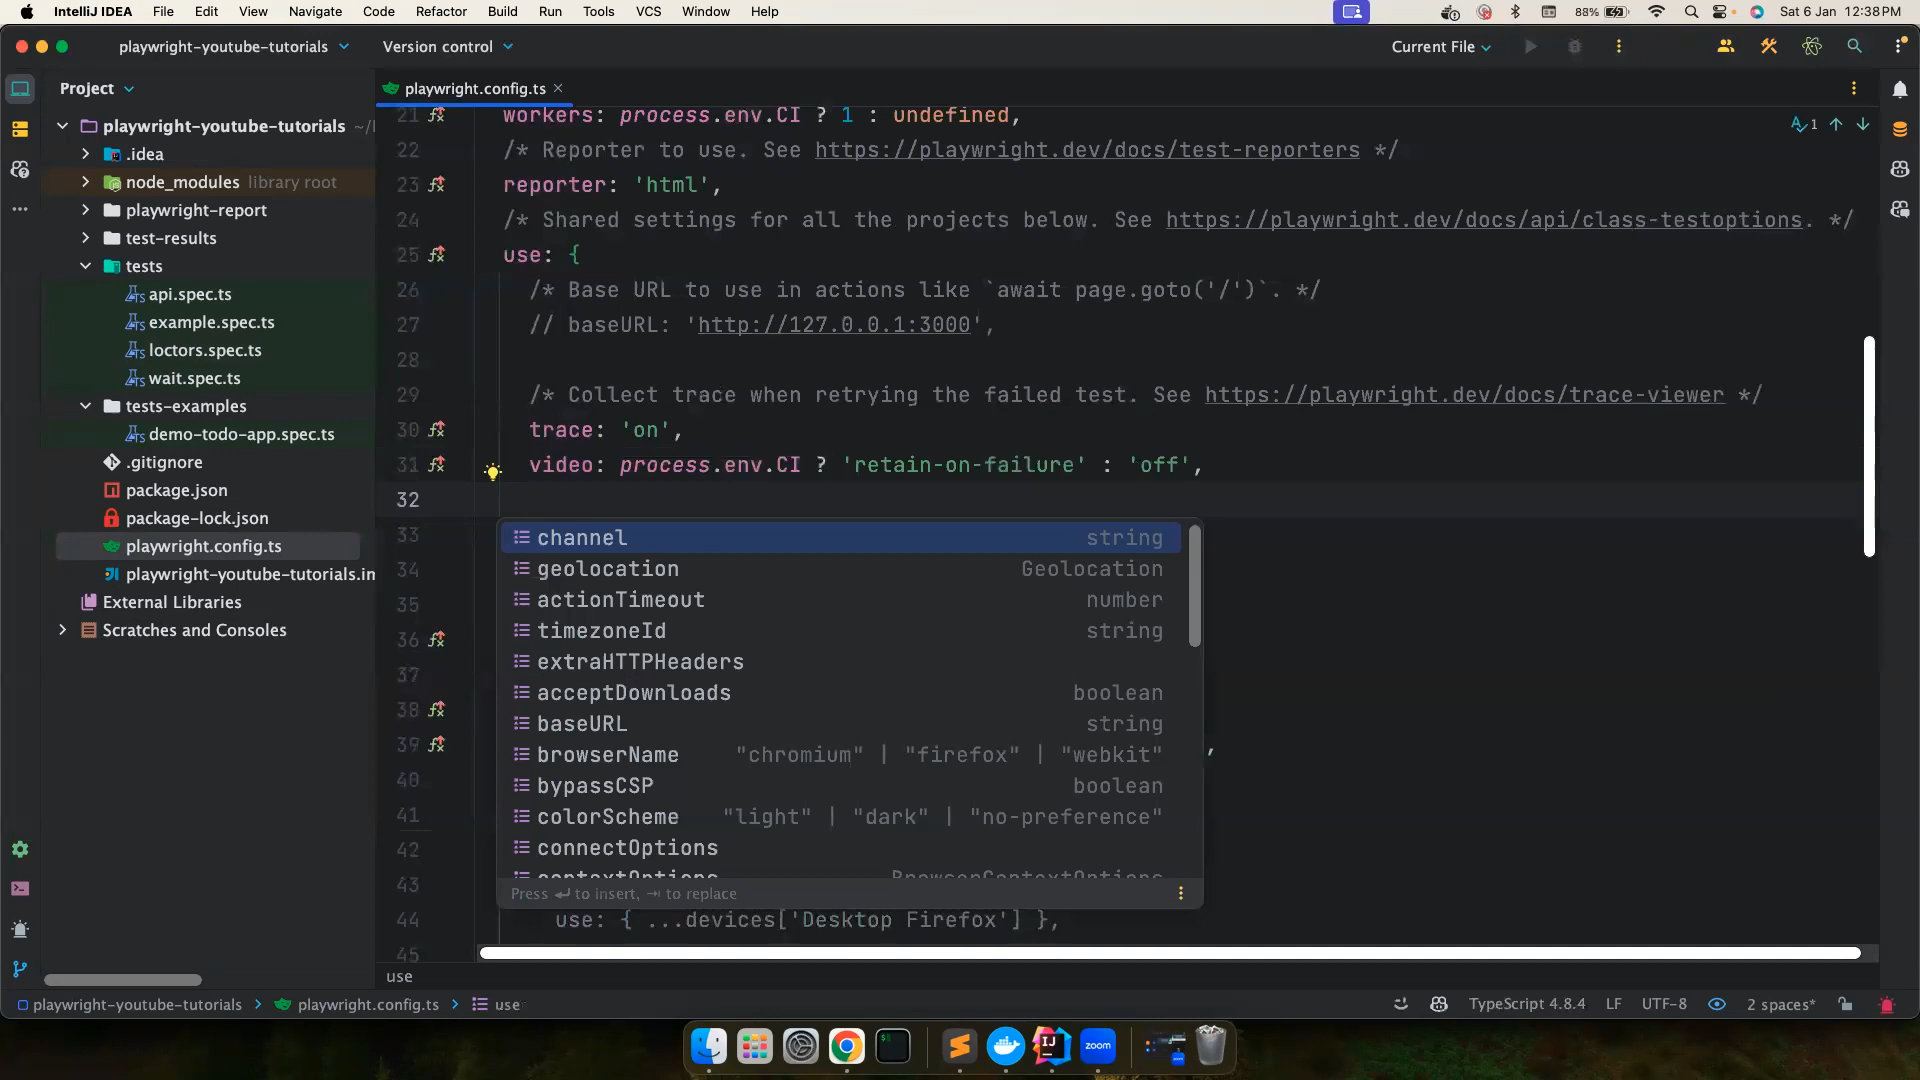 IntelliJ IDEA File Edit View Navigate Code Refactor Build Run Tools VCS Window Help 88% Sat 6 Jan 12:38 PM
playwright-youtube-tutorials Version control Current File
Project playwright.config.ts
playwright-youtube-tutorials ~/
.idea
node_modules library root
playwright-report
test-results
tests
api.spec.ts
example.spec.ts
loctors.spec.ts
wait.spec.ts
tests-examples
demo-todo-app.spec.ts
.gitignore
package.json
package-lock.json
playwright.config.ts
playwright-youtube-tutorials.im
External Libraries
Scratches and Consoles
1
21 workers: process.env.CI ? 1 : undefined,
22 /* Reporter to use. See https://playwright.dev/docs/test-reporters */
23 reporter: 'html',
24 /* Shared settings for all the projects below. See https://playwright.dev/docs/api/class-testoptions. */
25 use: {
26 /* Base URL to use in actions like `await page.goto('/')`. */
27 // baseURL: 'http://127.0.0.1:3000',
28
29 /* Collect trace when retrying the failed test. See https://playwright.dev/docs/trace-viewer */
30 trace: 'on',
31 video: process.env.CI ? 'retain-on-failure' : 'off',
32
33
34
35
36
37
38
39 ,
40
41
42
43
44 use: { ...devices['Desktop Firefox'] },
45
channel string
geolocation Geolocation
actionTimeout number
timezoneId string
extraHTTPHeaders
acceptDownloads boolean
baseURL string
browserName "chromium" | "firefox" | "webkit"
bypassCSP boolean
colorScheme "light" | "dark" | "no-preference"
connectOptions
contextOptions BrowserContextOptions
Press ↵ to insert, ⇥ to replace
use
playwright-youtube-tutorials > playwright.config.ts > use TypeScript 4.8.4 LF UTF-8 2 spaces*
zoom